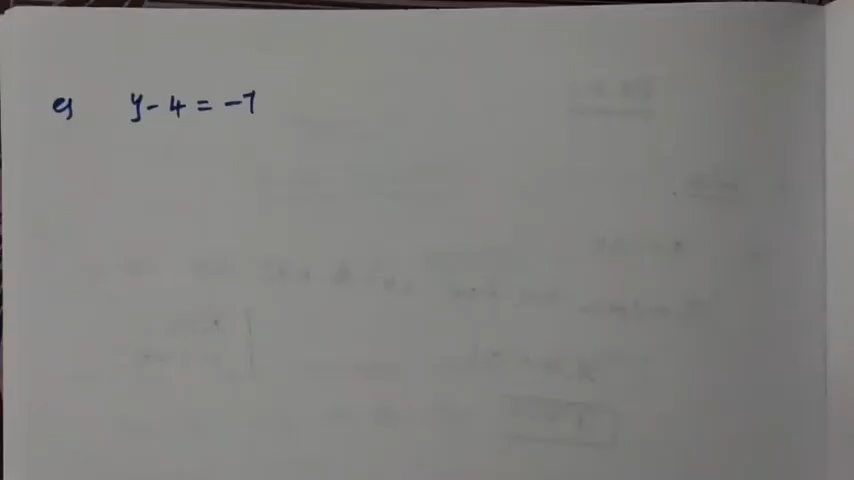 e) y - 4 = -7